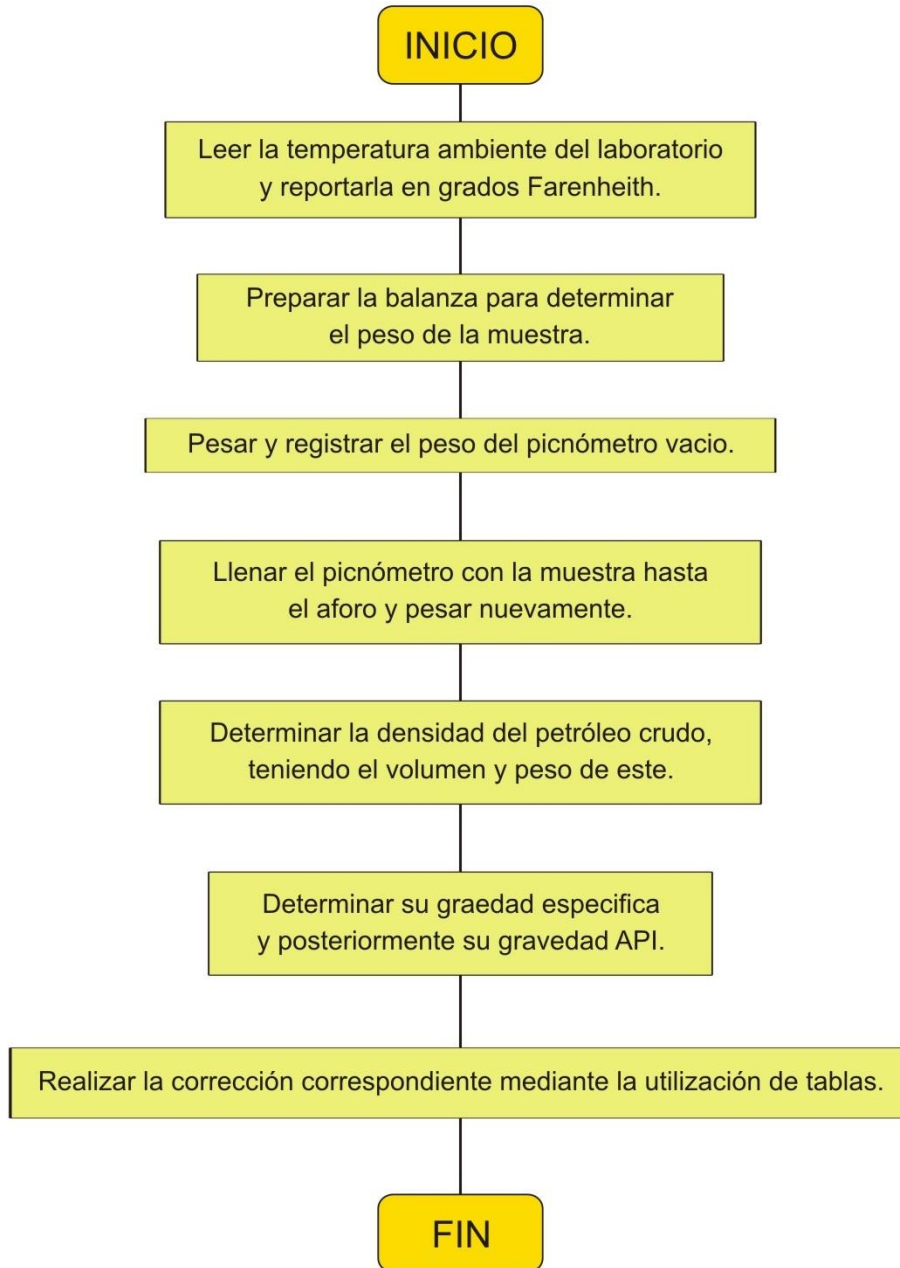 INICIO
Leer la temperatura ambiente del laboratorio
y reportarla en grados Farenheith.
Preparar la balanza para determinar
el peso de la muestra.
Pesar y registrar el peso del picnómetro vacio.
Llenar el picnómetro con la muestra hasta
el aforo y pesar nuevamente.
Determinar la densidad del petróleo crudo,
teniendo el volumen y peso de este.
Determinar su graedad especifica
y posteriormente su gravedad API.
Realizar la corrección correspondiente mediante la utilización de tablas.
FIN